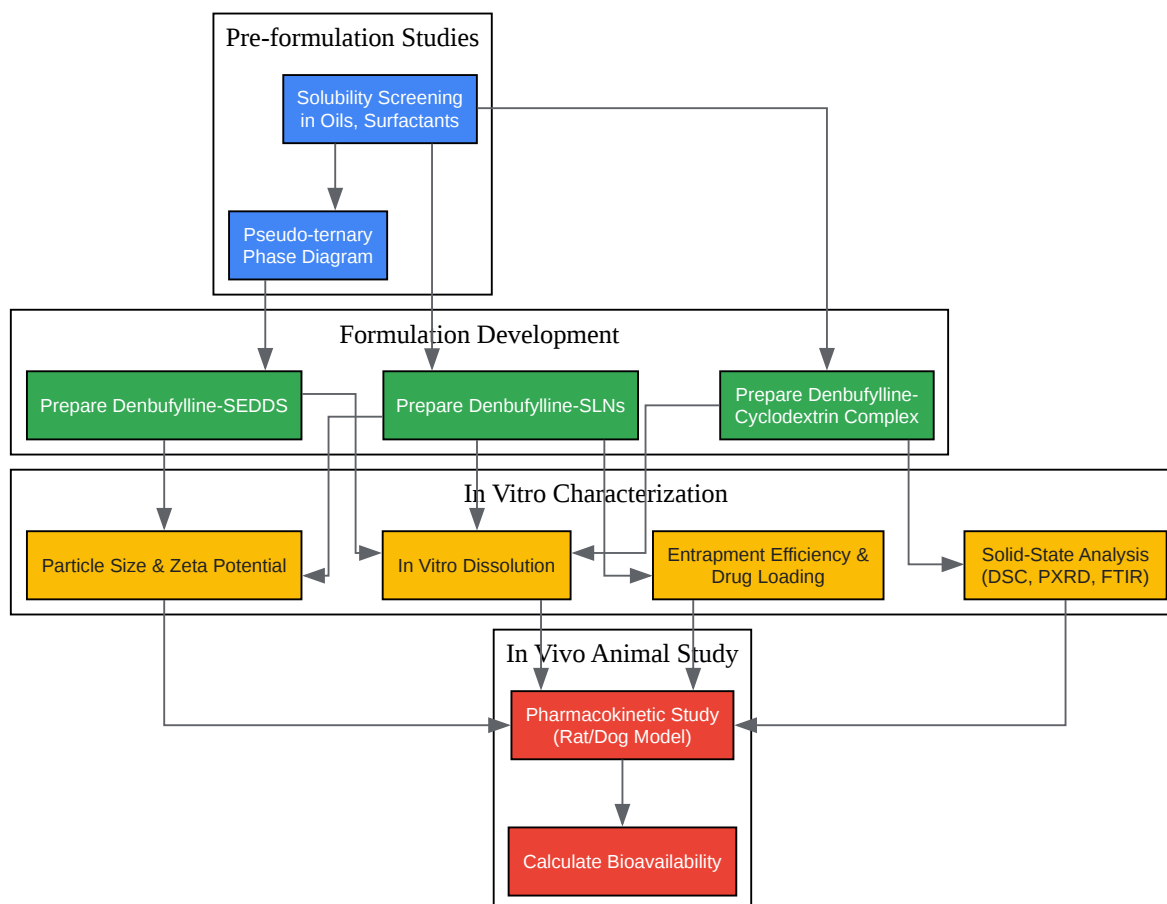 Pre-formulation Studies
Solubility Screening
in Oils, Surfactants
Pseudo-ternary
Phase Diagram
Formulation Development
Prepare Denbufylline-SEDDS
Prepare Denbufylline-SLNs
Prepare Denbufylline-
Cyclodextrin Complex
In Vitro Characterization
Particle Size & Zeta Potential
In Vitro Dissolution
Entrapment Efficiency &
Drug Loading
Solid-State Analysis
(DSC, PXRD, FTIR)
In Vivo Animal Study
Pharmacokinetic Study
(Rat/Dog Model)
Calculate Bioavailability